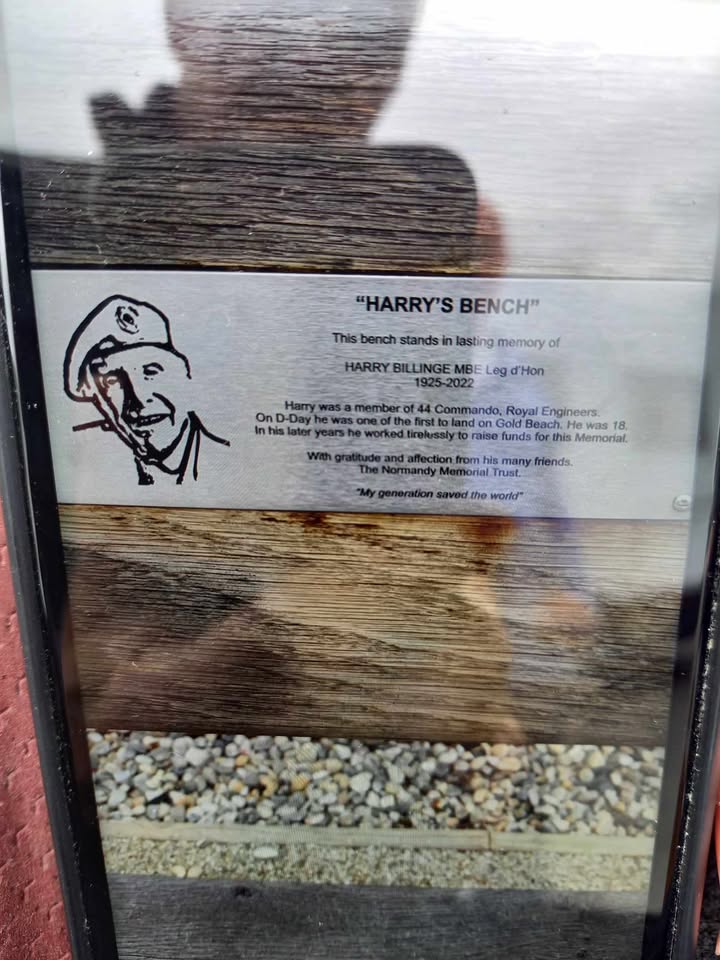 “HARRY’S BENCH”
This bench stands in lasting memory of
HARRY BILLINGE MBE Leg d’Hon
1925-2022
Harry was a member of 44 Commando, Royal Engineers.
On D-Day he was one of the first to land on Gold Beach. He was 18.
In his later years he worked tirelessly to raise funds for this Memorial.
With gratitude and affection from his many friends.
The Normandy Memorial Trust.
“My generation saved the world”